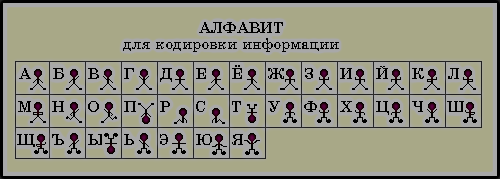 АЛФАВИТ
для кодировки информации
А Б В Г Д Е Ё Ж З И Й К Л
М Н О П Р С Т У Ф Х Ц Ч Ш
Щ Ъ Ы Ь Э Ю Я